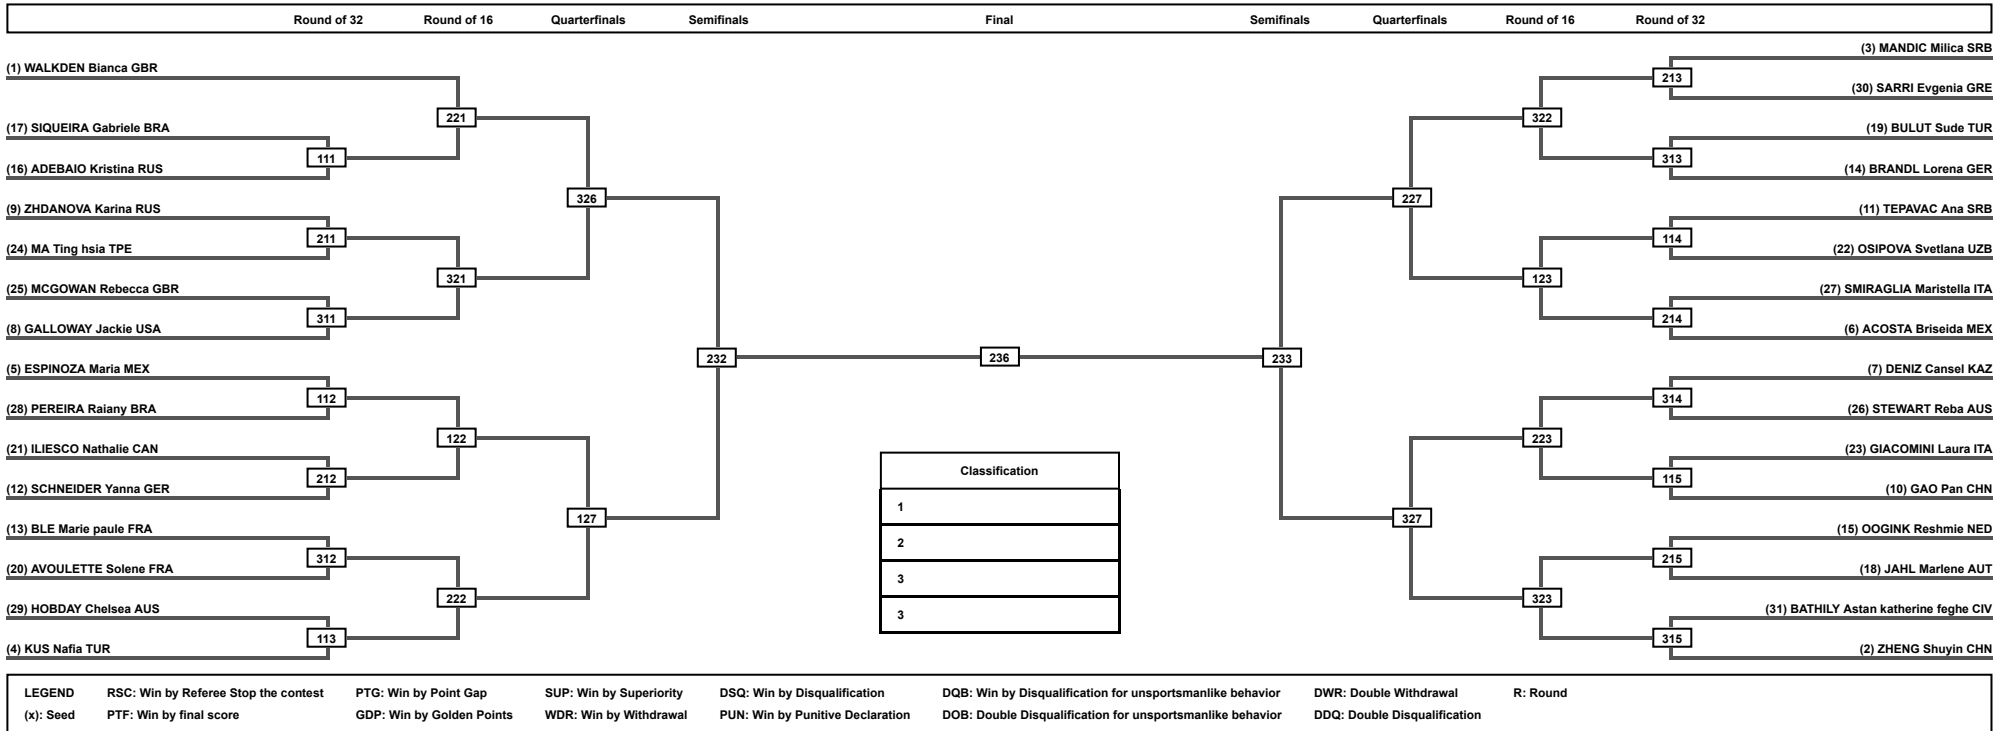 Round of 32 Round of 16 Quarterfinals Semifinals Final Semifinals Quarterfinals Round of 16 Round of 32
(1) WALKDEN Bianca GBR
(17) SIQUEIRA Gabriele BRA
(16) ADEBAIO Kristina RUS
(9) ZHDANOVA Karina RUS
(24) MA Ting hsia TPE
(25) MCGOWAN Rebecca GBR
(8) GALLOWAY Jackie USA
(5) ESPINOZA Maria MEX
(28) PEREIRA Raiany BRA
(21) ILIESCO Nathalie CAN
(12) SCHNEIDER Yanna GER
(13) BLE Marie paule FRA
(20) AVOULETTE Solene FRA
(29) HOBDAY Chelsea AUS
(4) KUS Nafia TUR
111
211
311
112
212
312
113
221
321
122
222
326
127
232
236
233
227
327
322
123
223
323
213
313
114
214
314
115
215
315
(3) MANDIC Milica SRB
(30) SARRI Evgenia GRE
(19) BULUT Sude TUR
(14) BRANDL Lorena GER
(11) TEPAVAC Ana SRB
(22) OSIPOVA Svetlana UZB
(27) SMIRAGLIA Maristella ITA
(6) ACOSTA Briseida MEX
(7) DENIZ Cansel KAZ
(26) STEWART Reba AUS
(23) GIACOMINI Laura ITA
(10) GAO Pan CHN
(15) OOGINK Reshmie NED
(18) JAHL Marlene AUT
(31) BATHILY Astan katherine feghe CIV
(2) ZHENG Shuyin CHN
Classification
1
2
3
3
LEGEND RSC: Win by Referee Stop the contest PTG: Win by Point Gap SUP: Win by Superiority DSQ: Win by Disqualification DQB: Win by Disqualification for unsportsmanlike behavior DWR: Double Withdrawal R: Round
(x): Seed PTF: Win by final score GDP: Win by Golden Points WDR: Win by Withdrawal PUN: Win by Punitive Declaration DOB: Double Disqualification for unsportsmanlike behavior DDQ: Double Disqualification